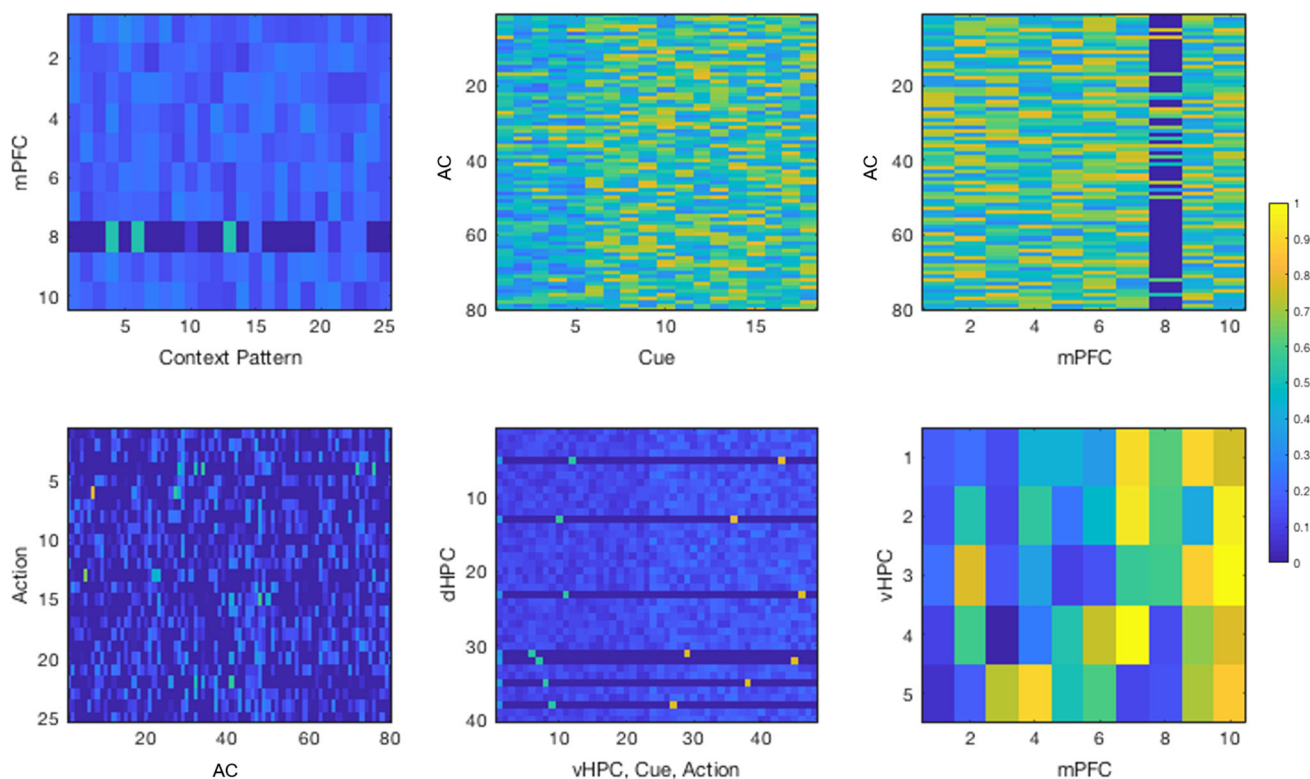 mPFC
2
4
6
8
10
5 10 15 20 25
Context Pattern
AC
20
40
60
80
5 10 15
Cue
AC
20
40
60
80
2 4 6 8 10
mPFC
1
0.9
0.8
0.7
0.6
0.5
0.4
0.3
0.2
0.1
0
Action
5
10
15
20
25
20 40 60 80
AC
dHPC
10
20
30
40
10 20 30 40
vHPC, Cue, Action
vHPC
1
2
3
4
5
2 4 6 8 10
mPFC